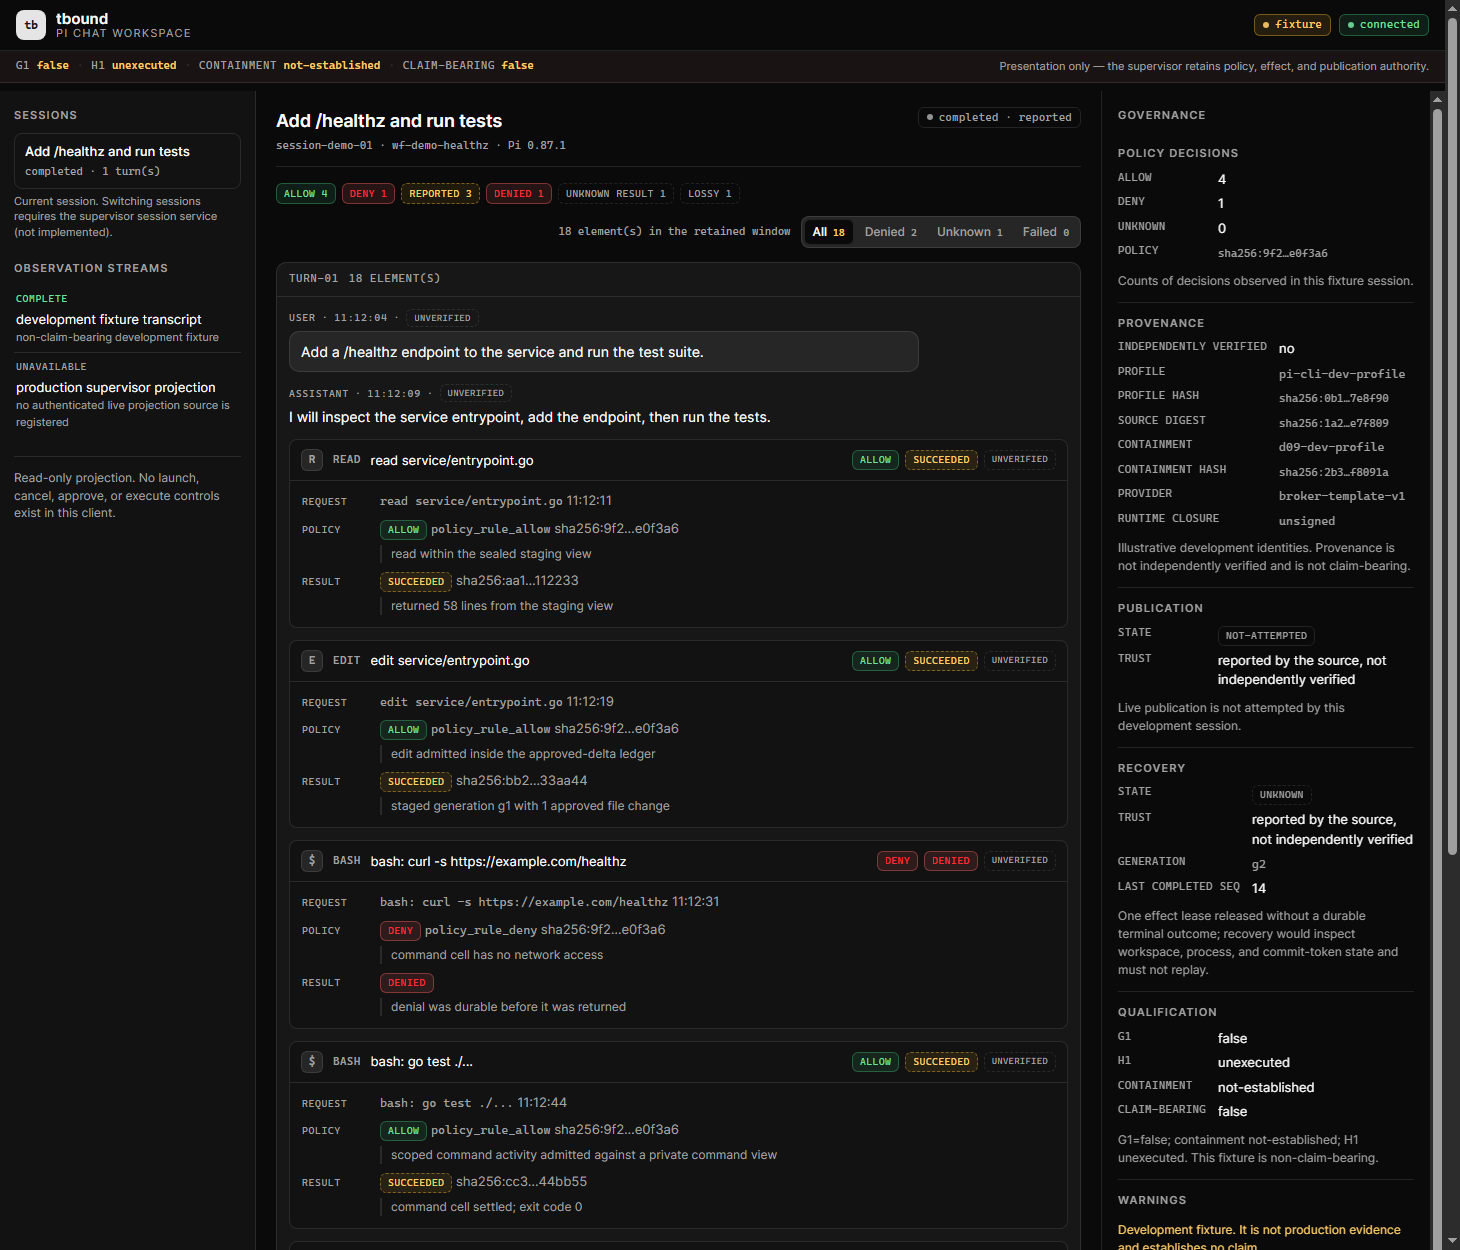 tb
tbound
PI CHAT WORKSPACE
fixture
connected
G1 false · H1 unexecuted · CONTAINMENT not-established · CLAIM-BEARING false
Presentation only — the supervisor retains policy, effect, and publication authority.
SESSIONS
Add /healthz and run tests
completed · 1 turn(s)
Current session. Switching sessions
requires the supervisor session service
(not implemented).
OBSERVATION STREAMS
COMPLETE
development fixture transcript
non-claim-bearing development fixture
UNAVAILABLE
production supervisor projection
no authenticated live projection source is
registered
Read-only projection. No launch,
cancel, approve, or execute controls
exist in this client.
Add /healthz and run tests
completed · reported
session-demo-01 · wf-demo-healthz · Pi 0.87.1
ALLOW 4
DENY 1
REPORTED 3
DENIED 1
UNKNOWN RESULT 1
LOSSY 1
18 element(s) in the retained window
All 18
Denied 2
Unknown 1
Failed 0
TURN-01 18 ELEMENT(S)
USER · 11:12:04 · UNVERIFIED
Add a /healthz endpoint to the service and run the test suite.
ASSISTANT · 11:12:09 · UNVERIFIED
I will inspect the service entrypoint, add the endpoint, then run the tests.
R READ read service/entrypoint.go ALLOW SUCCEEDED UNVERIFIED
REQUEST read service/entrypoint.go 11:12:11
POLICY ALLOW policy_rule_allow sha256:9f2…e0f3a6
read within the sealed staging view
RESULT SUCCEEDED sha256:aa1…112233
returned 58 lines from the staging view
E EDIT edit service/entrypoint.go ALLOW SUCCEEDED UNVERIFIED
REQUEST edit service/entrypoint.go 11:12:19
POLICY ALLOW policy_rule_allow sha256:9f2…e0f3a6
edit admitted inside the approved-delta ledger
RESULT SUCCEEDED sha256:bb2…33aa44
staged generation g1 with 1 approved file change
$ BASH bash: curl -s https://example.com/healthz DENY DENIED UNVERIFIED
REQUEST bash: curl -s https://example.com/healthz 11:12:31
POLICY DENY policy_rule_deny sha256:9f2…e0f3a6
command cell has no network access
RESULT DENIED
denial was durable before it was returned
$ BASH bash: go test ./... ALLOW SUCCEEDED UNVERIFIED
REQUEST bash: go test ./... 11:12:44
POLICY ALLOW policy_rule_allow sha256:9f2…e0f3a6
scoped command activity admitted against a private command view
RESULT SUCCEEDED sha256:cc3…44bb55
command cell settled; exit code 0
GOVERNANCE
POLICY DECISIONS
ALLOW 4
DENY 1
UNKNOWN 0
POLICY sha256:9f2…e0f3a6
Counts of decisions observed in this fixture session.
PROVENANCE
INDEPENDENTLY VERIFIED no
PROFILE pi-cli-dev-profile
PROFILE HASH sha256:0b1…7e8f90
SOURCE DIGEST sha256:1a2…e7f809
CONTAINMENT d09-dev-profile
CONTAINMENT HASH sha256:2b3…f8091a
PROVIDER broker-template-v1
RUNTIME CLOSURE unsigned
Illustrative development identities. Provenance is
not independently verified and is not claim-bearing.
PUBLICATION
STATE NOT-ATTEMPTED
TRUST reported by the source, not
independently verified
Live publication is not attempted by this
development session.
RECOVERY
STATE UNKNOWN
TRUST reported by the source,
not independently verified
GENERATION g2
LAST COMPLETED SEQ 14
One effect lease released without a durable
terminal outcome; recovery would inspect
workspace, process, and commit-token state and
must not replay.
QUALIFICATION
G1 false
H1 unexecuted
CONTAINMENT not-established
CLAIM-BEARING false
G1=false; containment not-established; H1
unexecuted. This fixture is non-claim-bearing.
WARNINGS
Development fixture. It is not production evidence
and establishes no claim.